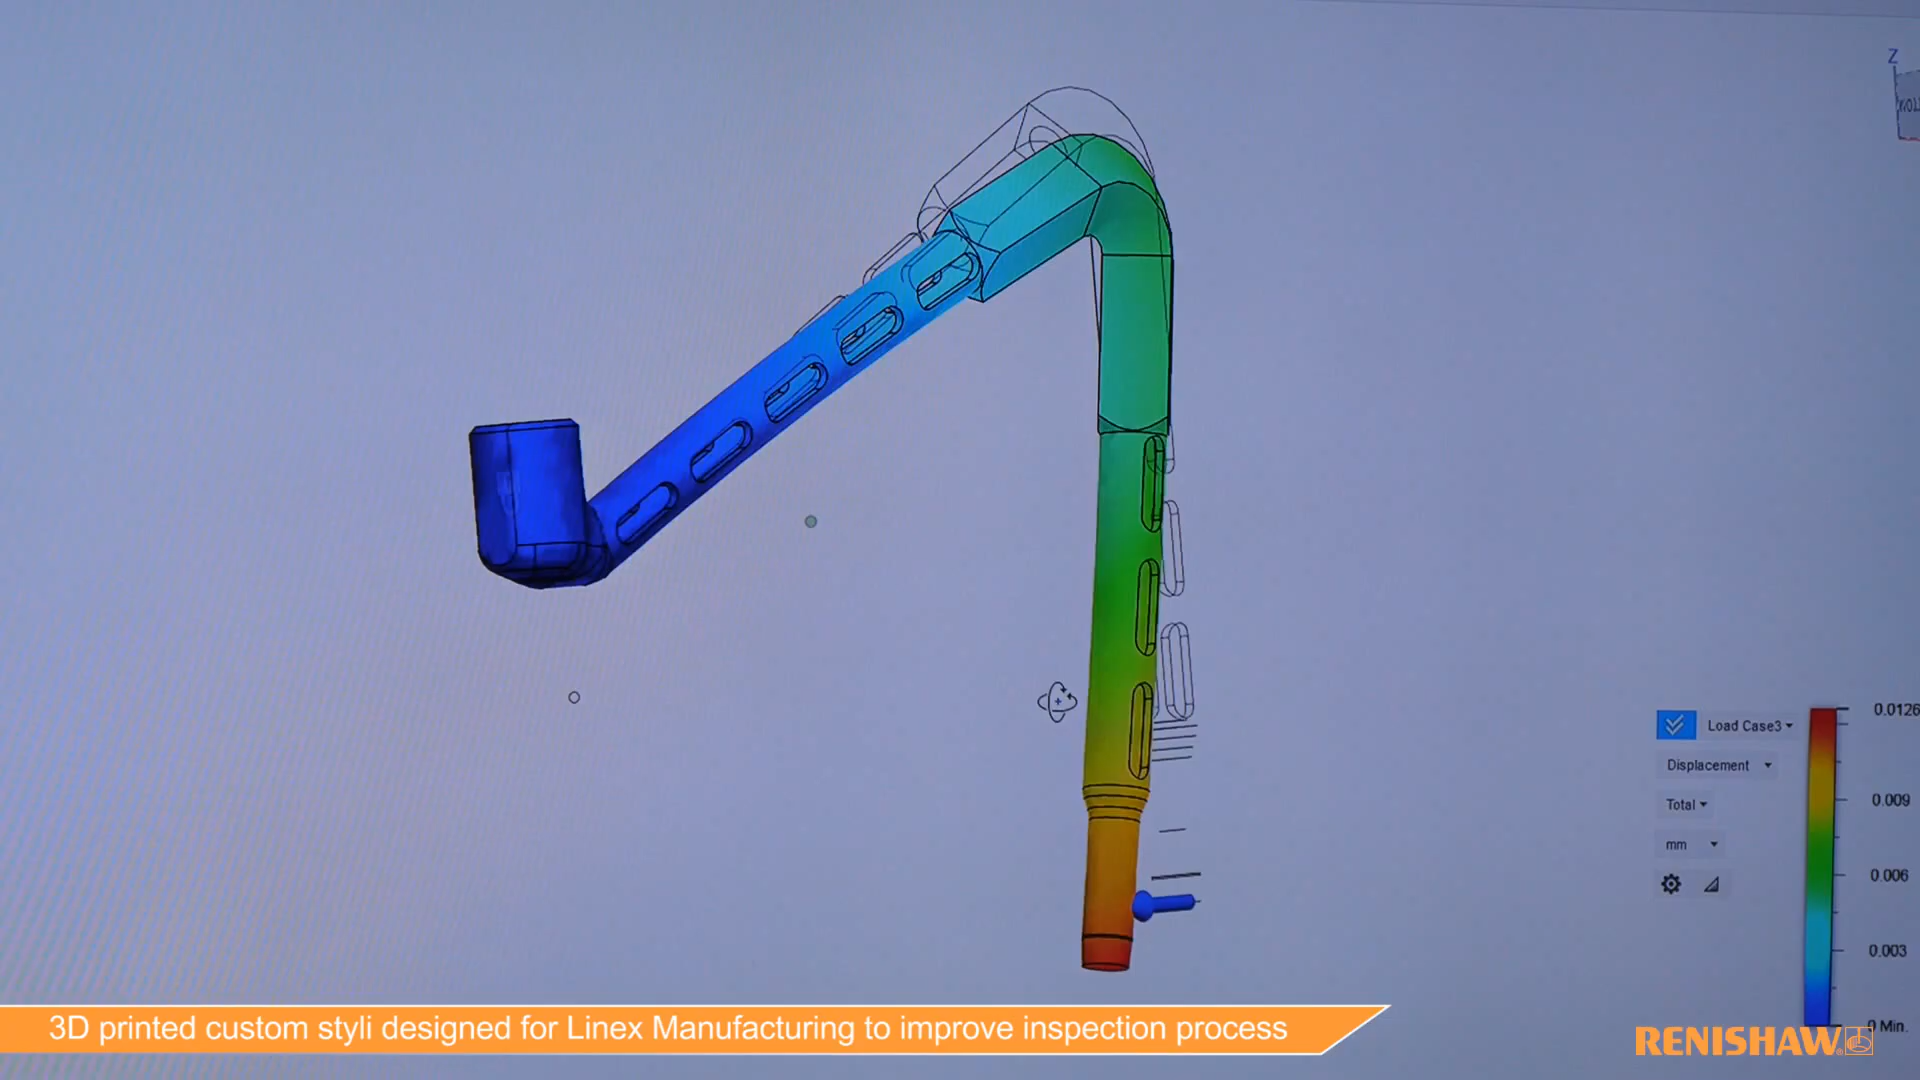 Z
0.0126
Load Case3
Displacement
0.009
Total
mm
0.006
0.003
0 Min.
3D printed custom styli designed for Linex Manufacturing to improve inspection process
RENISHAW